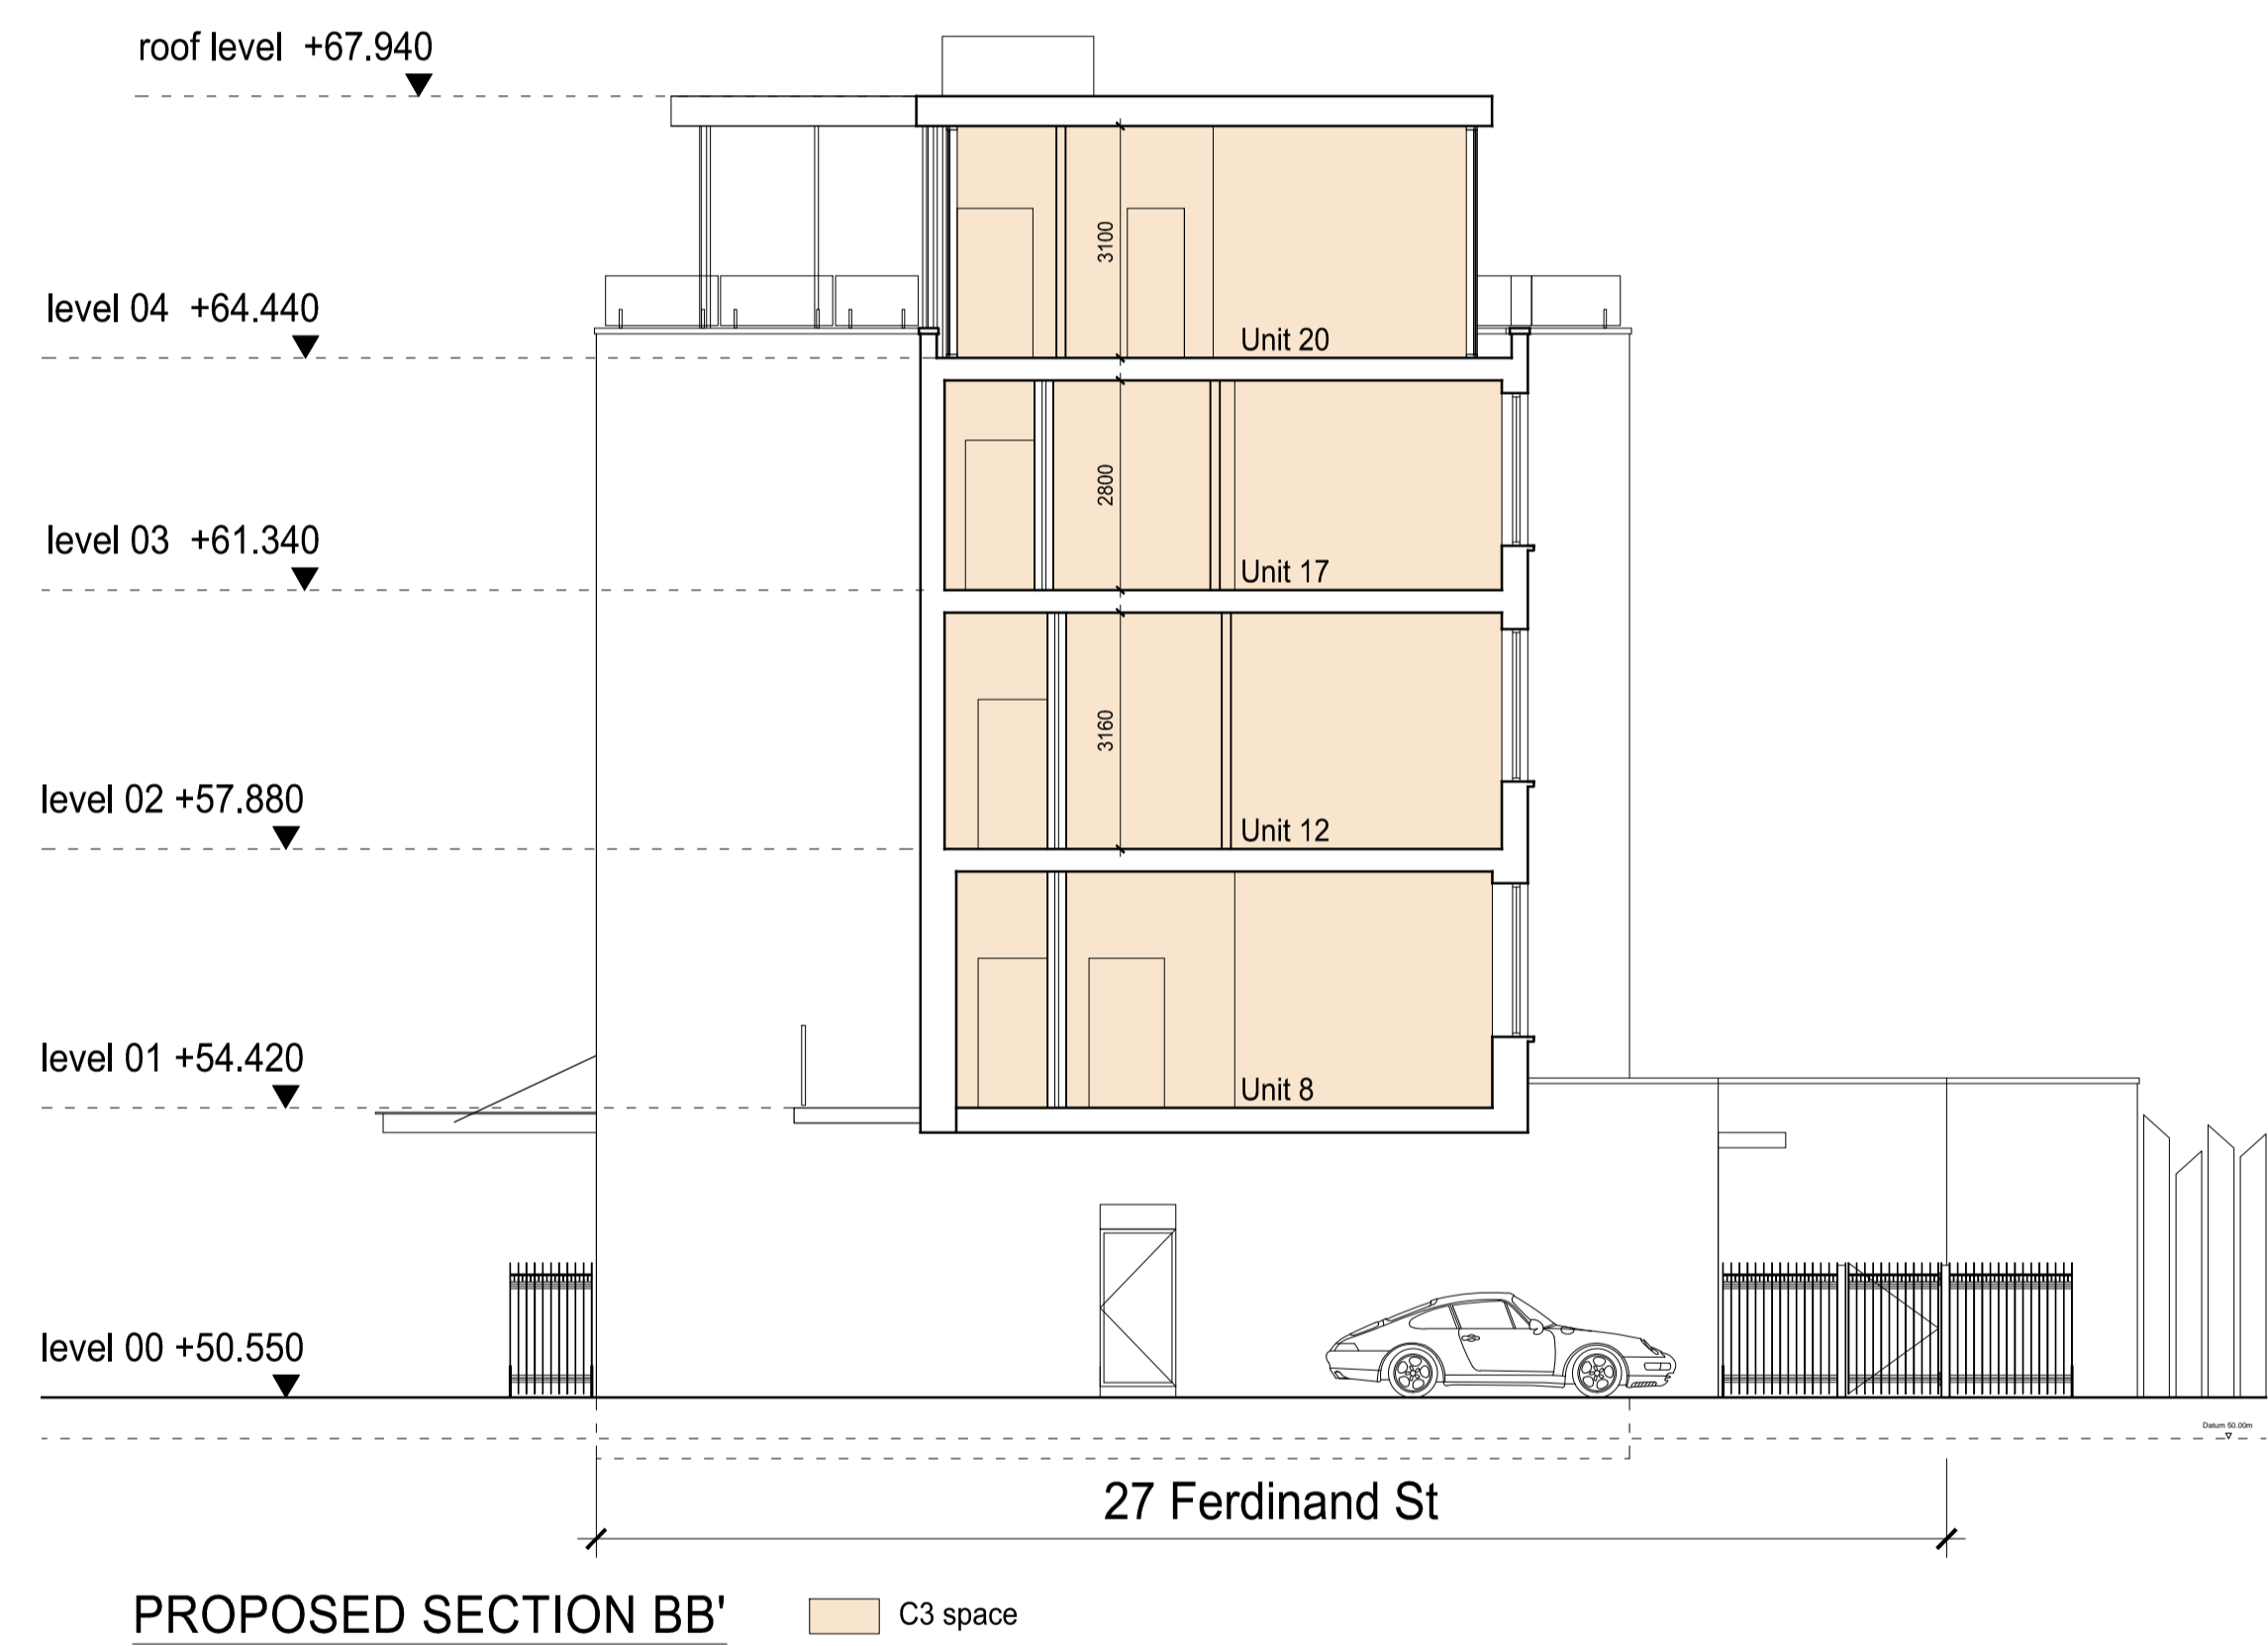 roof level +67.940
3100
level 04 +64.440
Unit 20
2800
level 03 +61.340
Unit 17
3160
level 02 +57.880
Unit 12
level 01 +54.420
Unit 8
level 00 +50.550
Datum 50.00m
27 Ferdinand St
PROPOSED SECTION BB'
C3 space